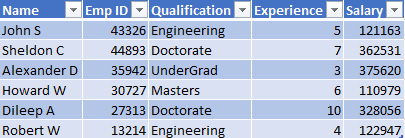 Name Emp ID Qualification Experience Salary
John S 43326 Engineering 5 121163
Sheldon C 44893 Doctorate 7 362531
Alexander D 35942 UnderGrad 3 375620
Howard W 30727 Masters 6 110979
Dileep A 27313 Doctorate 10 328056
Robert W 13214 Engineering 4 122947